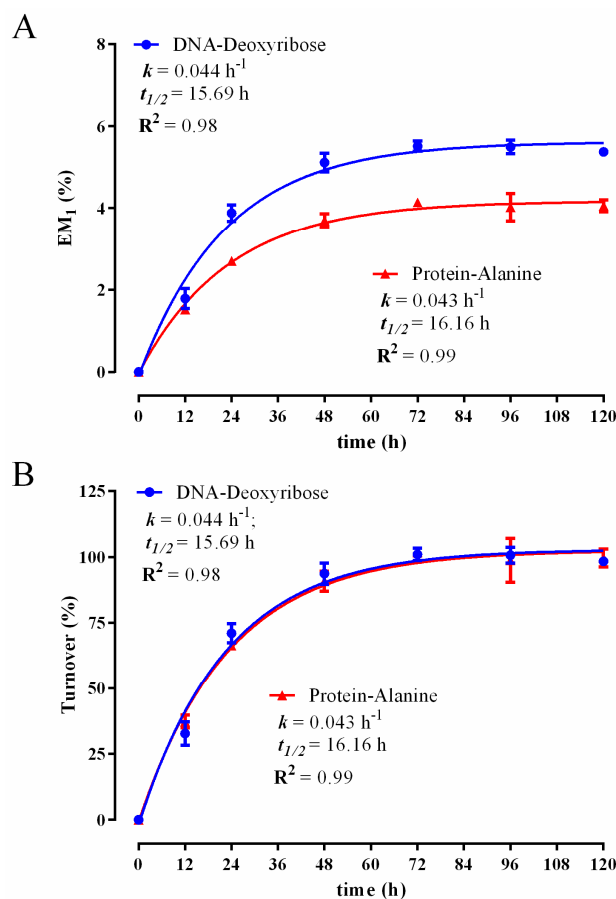 A
DNA-Deoxyribose
k = 0.044 h-1
t1/2 = 15.69 h
R2 = 0.98
EM1 (%)
8
6
4
2
0
Protein-Alanine
k = 0.043 h-1
t1/2 = 16.16 h
R2 = 0.99
0 12 24 36 48 60 72 84 96 108 120
time (h)
B
DNA-Deoxyribose
k = 0.044 h-1;
t1/2 = 15.69 h
R2 = 0.98
Turnover (%)
125
100
75
50
25
0
Protein-Alanine
k = 0.043 h-1
t1/2 = 16.16 h
R2 = 0.99
0 12 24 36 48 60 72 84 96 108 120
time (h)